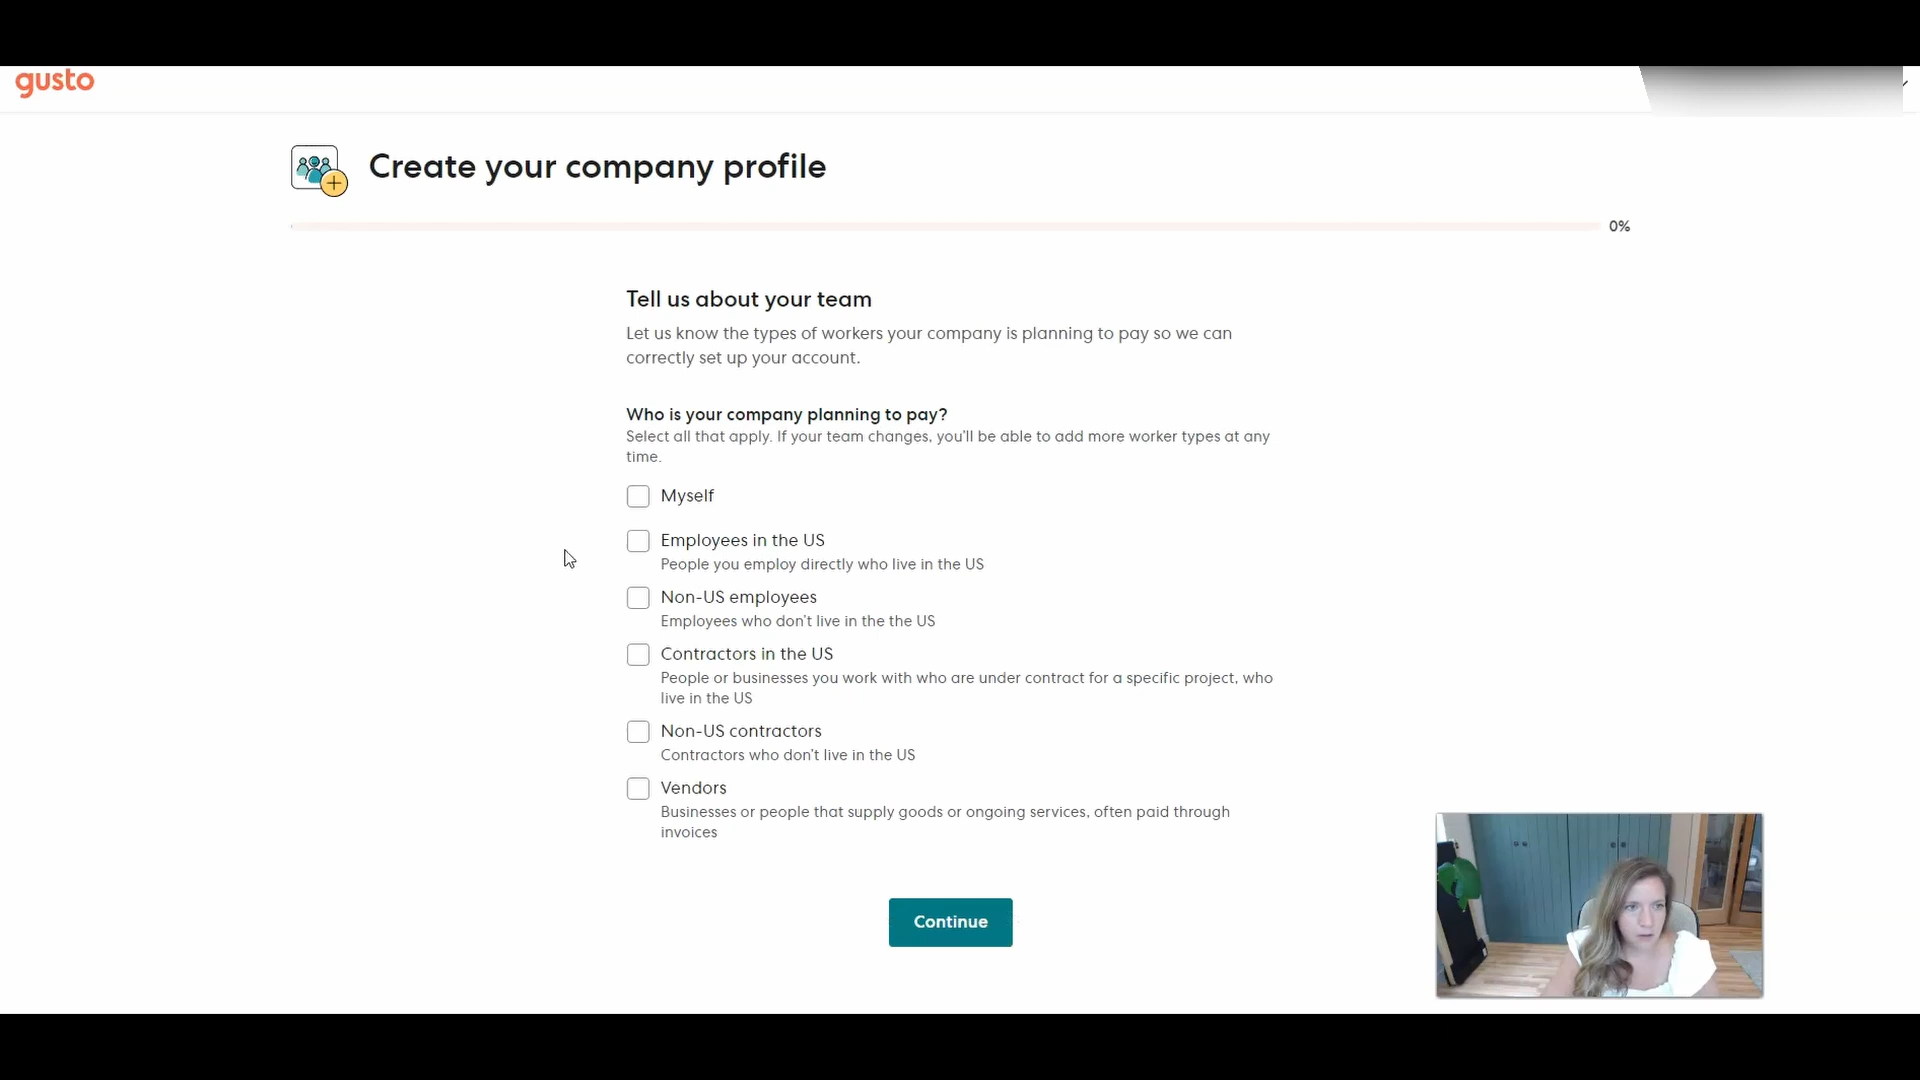 gusto
Create your company profile
0%
Tell us about your team
Let us know the types of workers your company is planning to pay so we can
correctly set up your account.
Who is your company planning to pay?
Select all that apply. If your team changes, you'll be able to add more worker types at any
time.
Myself
Employees in the US
People you employ directly who live in the US
Non-US employees
Employees who don't live in the the US
Contractors in the US
People or businesses you work with who are under contract for a specific project, who
live in the US
Non-US contractors
Contractors who don't live in the US
Vendors
Businesses or people that supply goods or ongoing services, often paid through
invoices
Continue